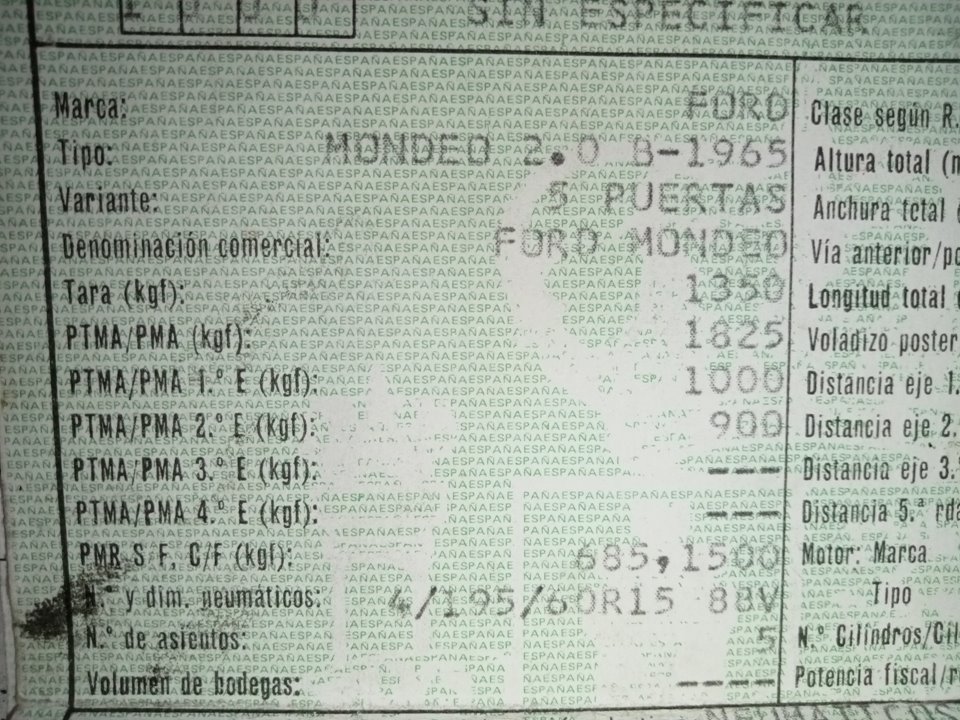 SIN ESPECIFICAR
Marca: FORD Clase según R.
Tipo: MONDEO 2.0 B-1965 Altura total
Variante: 5 PUERTAS Anchura total
Denominación comercial: FORD MONDEO Vía anterior/
Tara (kgf): 1350 Longitud total
PTMA/PMA (kgf): 1825 Voladizo poster
PTMA/PMA 1.º E (kgf): 1000 Distancia eje 1.
PTMA/PMA 2.º E (kgf): 900 Distancia eje 2.
PTMA/PMA 3.º E (kgf): --- Distancia eje 3.
PTMA/PMA 4.º E (kgf): --- Distancia 5.ª
PMR S F. C/F (kgf): 685,1500 Motor: Marca
N.º y dim. neumáticos: 4/195/60R15 88V Tipo
N.º de asientos: 5 N.º Cilindros/Cil
Volumen de bodegas: ---- Potencia fiscal/